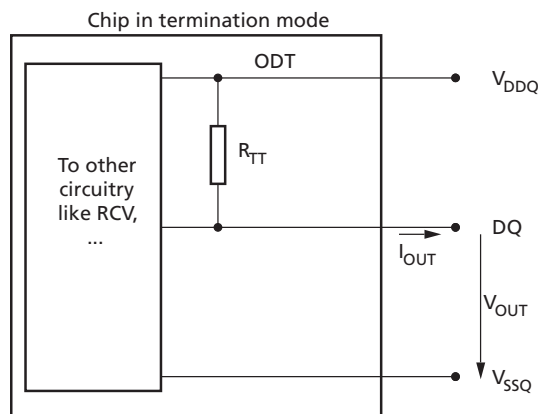 Chip in termination mode
ODT
V_DDQ
To other
circuitry
like RCV,
...
R_TT
DQ
I_OUT
V_OUT
V_SSQ